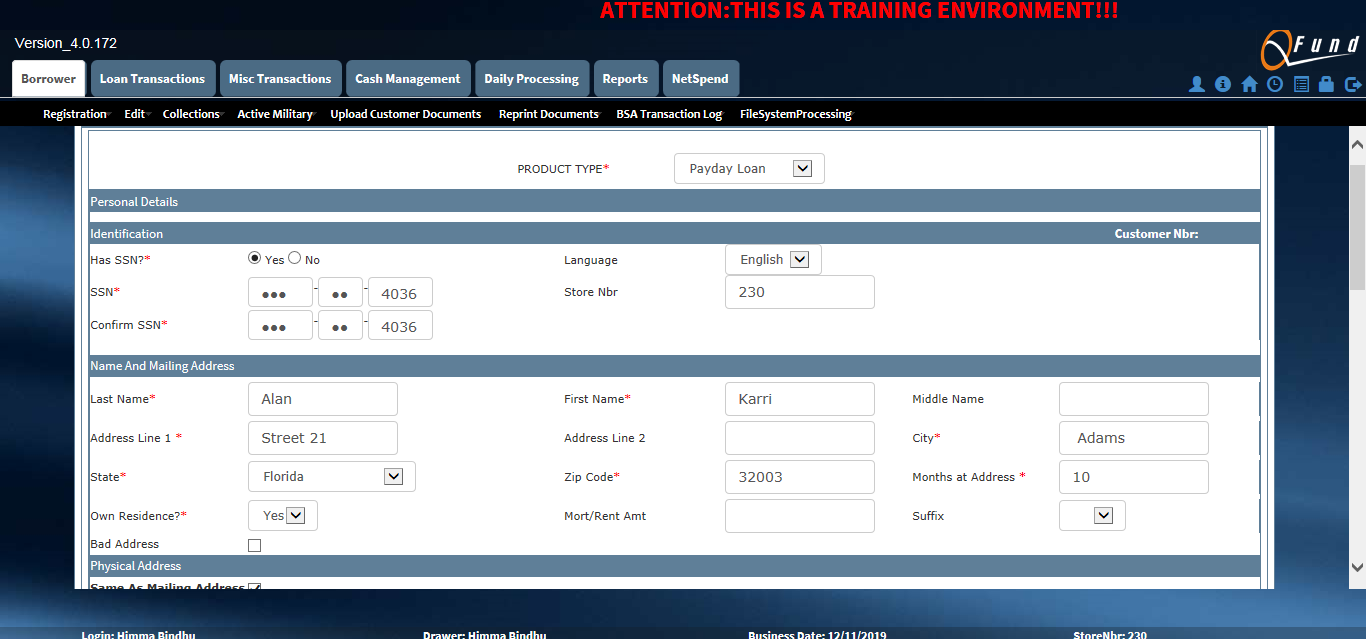 ATTENTION:THIS IS A TRAINING ENVIRONMENT!!!
Version_4.0.172
QFund
Borrower Loan Transactions Misc Transactions Cash Management Daily Processing Reports NetSpend
Registration Edit Collections Active Military Upload Customer Documents Reprint Documents BSA Transaction Log FileSystemProcessing
PRODUCT TYPE* Payday Loan
Personal Details
Identification Customer Nbr:
Has SSN?* Yes No Language English
SSN* ••• - •• - 4036 Store Nbr 230
Confirm SSN* ••• - •• - 4036
Name And Mailing Address
Last Name* Alan First Name* Karri Middle Name
Address Line 1 * Street 21 Address Line 2 City* Adams
State* Florida Zip Code* 32003 Months at Address * 10
Own Residence?* Yes Mort/Rent Amt Suffix
Bad Address
Physical Address
Same As Mailing Address
Login: Himma Bindhu Drawer: Himma Bindhu Business Date: 12/11/2019 StoreNbr: 230